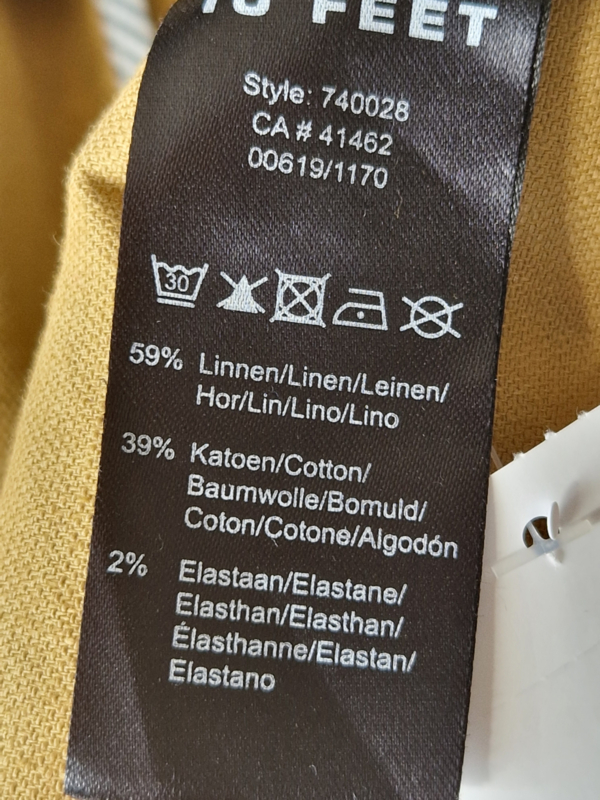 FEET
Style: 740028
CA # 41462
00619/1170
30
59% Linnen/Linen/Leinen/
Hor/Lin/Lino/Lino
39% Katoen/Cotton/
Baumwolle/Bomuld/
Coton/Cotone/Algodón
2% Elastaan/Elastane/
Elasthan/Elasthan/
Élasthanne/Elastan/
Elastano